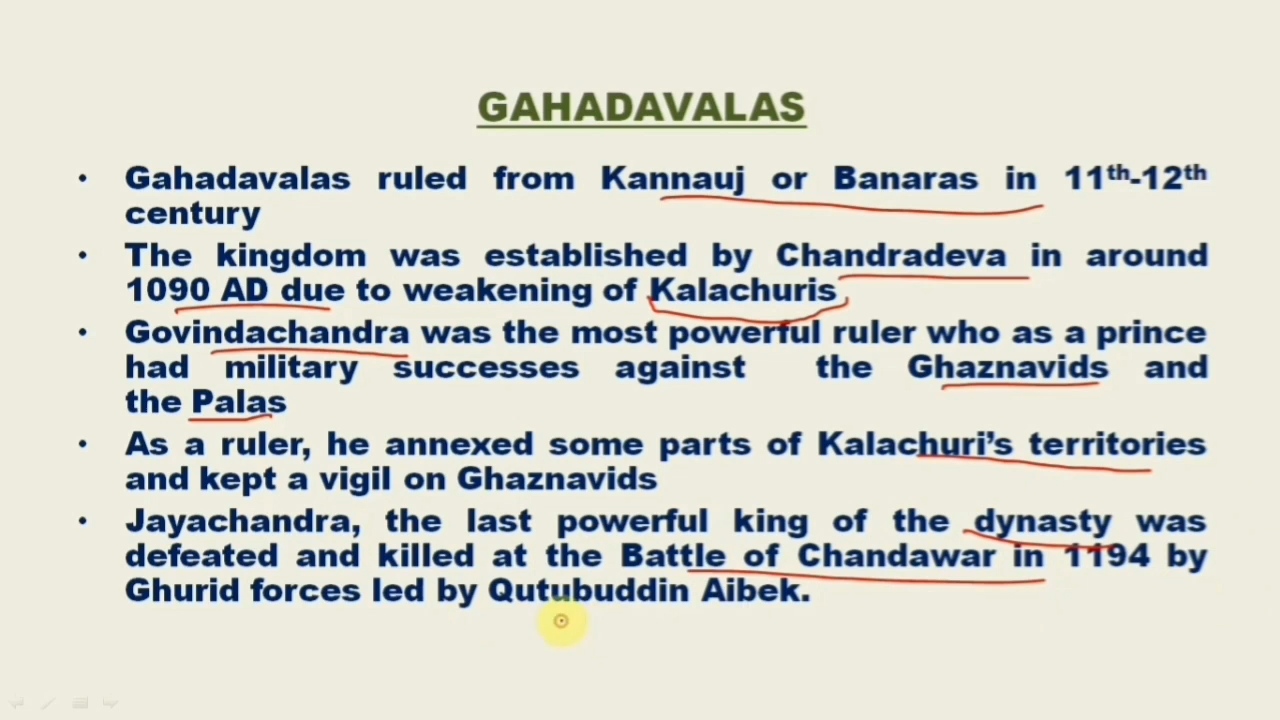 GAHADAVALAS
• Gahadavalas ruled from Kannauj or Banaras in 11th-12th
century
• The kingdom was established by Chandradeva in around
1090 AD due to weakening of Kalachuris
• Govindachandra was the most powerful ruler who as a prince
had military successes against the Ghaznavids and
the Palas
• As a ruler, he annexed some parts of Kalachuri's territories
and kept a vigil on Ghaznavids
• Jayachandra, the last powerful king of the dynasty was
defeated and killed at the Battle of Chandawar in 1194 by
Ghurid forces led by Qutubuddin Aibek.